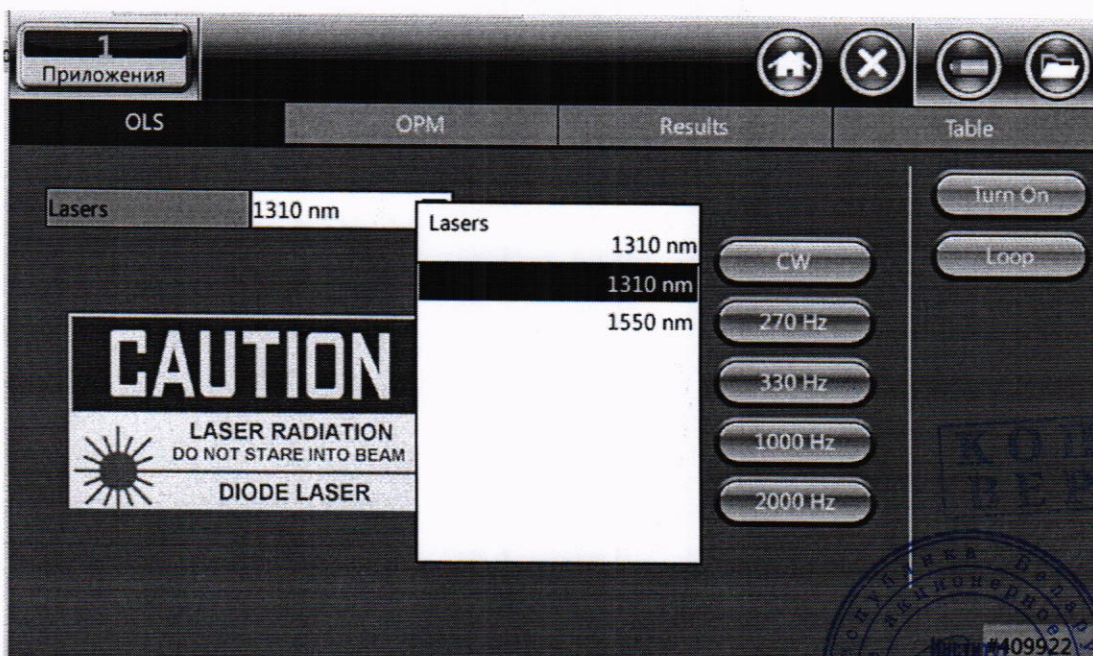 1
Приложения
OLS
OPM
Results
Table
Lasers
1310 nm
Lasers
1310 nm
1310 nm
1550 nm
CW
270 Hz
330 Hz
1000 Hz
2000 Hz
Turn On
Loop
CAUTION
LASER RADIATION
DO NOT STARE INTO BEAM
DIODE LASER
#409922